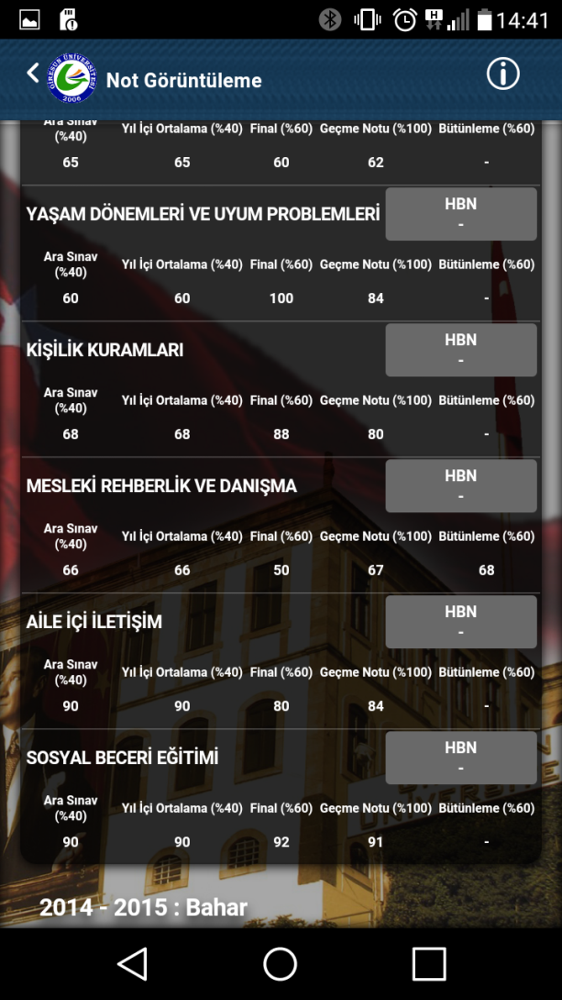 14:41
GİRESUN ÜNİVERSİTESİ
2006
Not Görüntüleme
Ara Sınav (%40) Yıl İçi Ortalama (%40) Final (%60) Geçme Notu (%100) Bütünleme (%60)
65 65 60 62 -
YAŞAM DÖNEMLERİ VE UYUM PROBLEMLERİ HBN
-
Ara Sınav (%40) Yıl İçi Ortalama (%40) Final (%60) Geçme Notu (%100) Bütünleme (%60)
60 60 100 84 -
KİŞİLİK KURAMLARI HBN
-
Ara Sınav (%40) Yıl İçi Ortalama (%40) Final (%60) Geçme Notu (%100) Bütünleme (%60)
68 68 88 80 -
MESLEKİ REHBERLİK VE DANIŞMA HBN
-
Ara Sınav (%40) Yıl İçi Ortalama (%40) Final (%60) Geçme Notu (%100) Bütünleme (%60)
66 66 50 67 68
AİLE İÇİ İLETİŞİM HBN
-
Ara Sınav (%40) Yıl İçi Ortalama (%40) Final (%60) Geçme Notu (%100) Bütünleme (%60)
90 90 80 84 -
SOSYAL BECERİ EĞİTİMİ HBN
-
Ara Sınav (%40) Yıl İçi Ortalama (%40) Final (%60) Geçme Notu (%100) Bütünleme (%60)
90 90 92 91 -
2014 - 2015 : Bahar